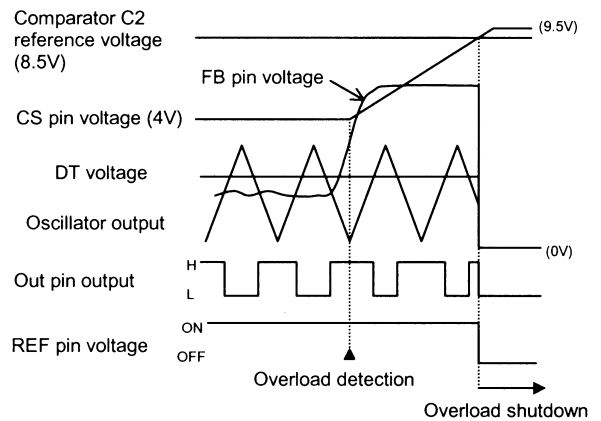 Comparator C2
reference voltage
(8.5V)
(9.5V)
FB pin voltage
CS pin voltage (4V)
DT voltage
Oscillator output
(0V)
H
Out pin output
L
ON
REF pin voltage
OFF
Overload detection
Overload shutdown